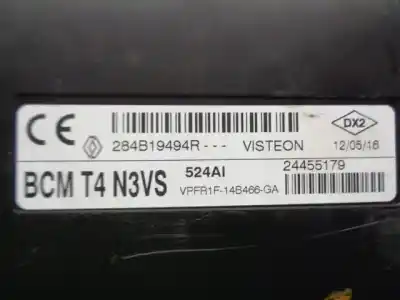 CE 284B19494R--- VISTEON DX2
12/05/16
BCM T4 N3VS 524AI 24455179
VPFR1F-14B466-GA